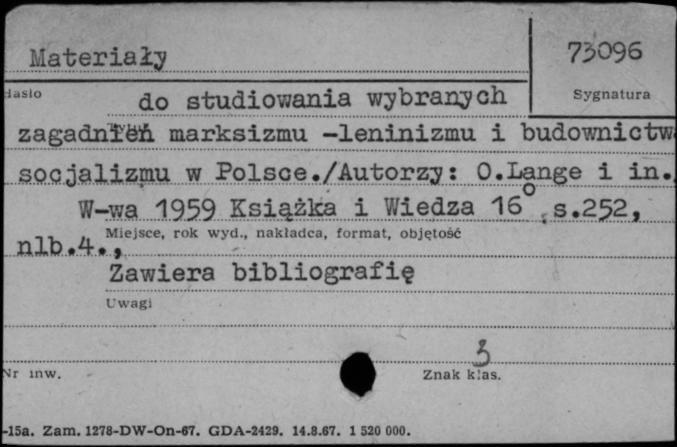 Materiały 73096
Hasło Sygnatura
do studiowania wybranych
Tytuł
zagadnień marksizmu -leninizmu i budownictwa
socjalizmu w Polsce./Autorzy: O.Lange i in./
W-wa 1959 Książka i Wiedza 16° s.252,
Miejsce, rok wyd., nakładca, format, objętość
nlb.4.,
Zawiera bibliografię
Uwagi
3
Nr inw. Znak klas.
-15a. Zam. 1278-DW-On-67. GDA-2429. 14.8.67. 1 520 000.